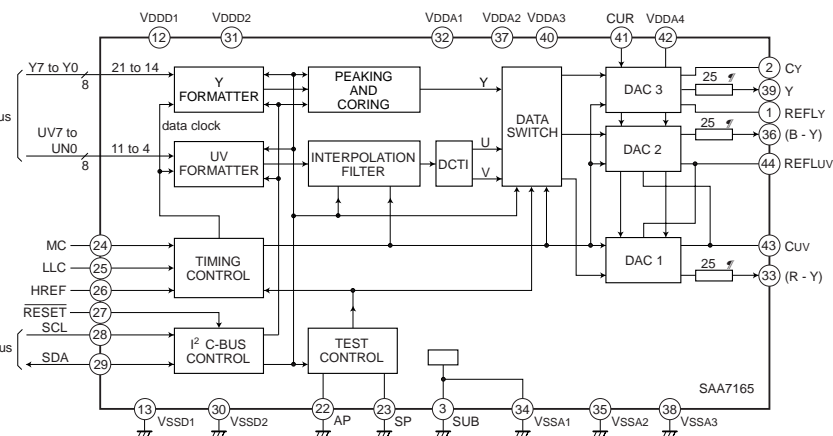 VDDD1 VDDD2 VDDA1 VDDA2 VDDA3 CUR VDDA4
12 31 32 37 40 41 42
Y7 to Y0 8 21 to 14
Y FORMATTER
PEAKING AND CORING
Y
DATA SWITCH
DAC 3
2 CY
25
39 Y
1 REFLY
us
UV7 to UN0 8 11 to 4
data clock
UV FORMATTER
INTERPOLATION FILTER
DCTI
U
V
DAC 2
25
36 (B - Y)
44 REFLUV
MC 24
LLC 25
HREF 26
TIMING CONTROL
DAC 1
43 CUV
25
33 (R - Y)
RESET 27
us
SCL 28
SDA 29
I² C-BUS CONTROL
TEST CONTROL
SAA7165
13 VSSD1 30 VSSD2 22 AP 23 SP 3 SUB 34 VSSA1 35 VSSA2 38 VSSA3